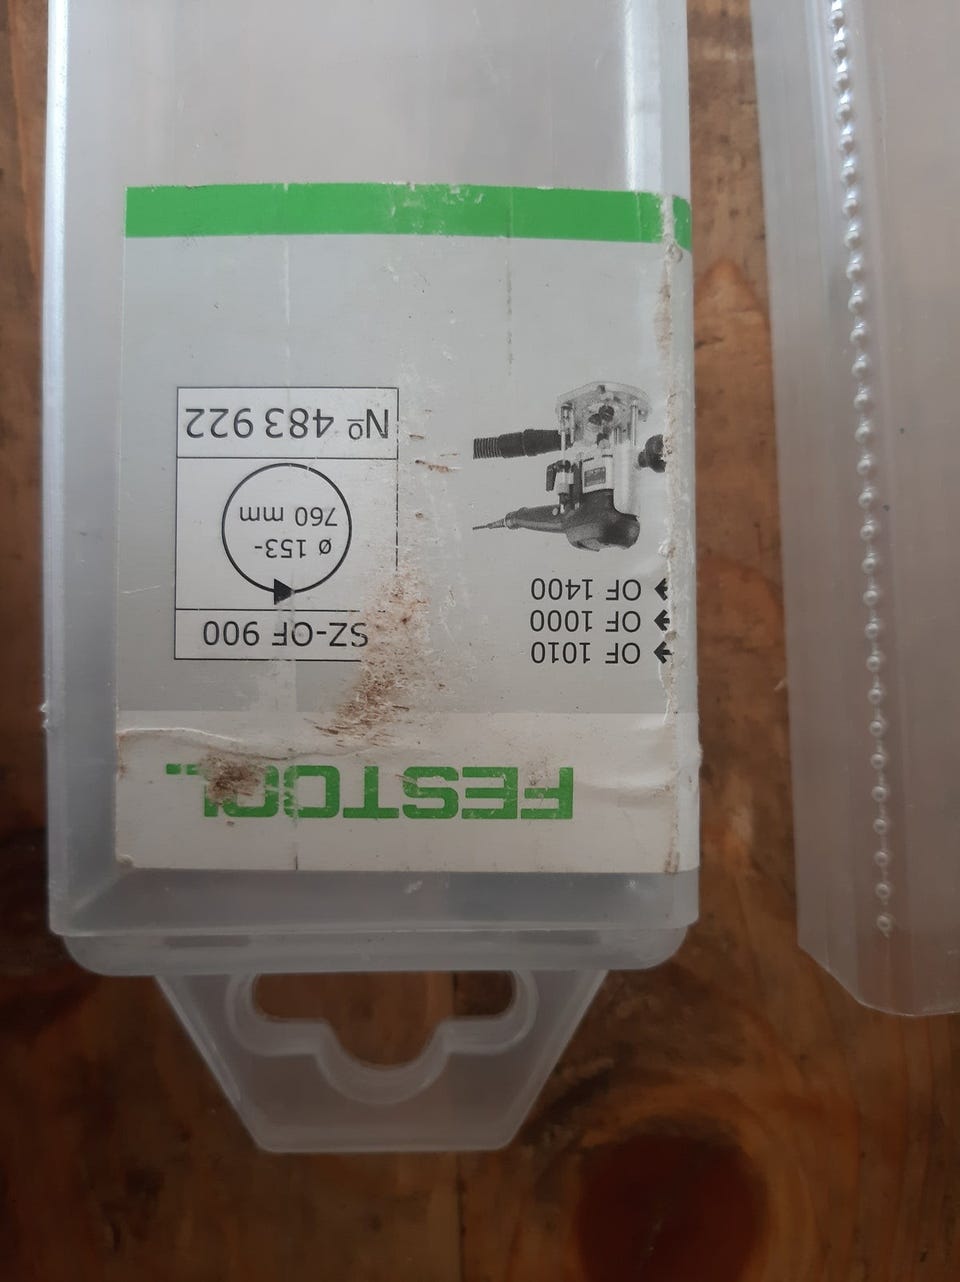 FESTOOL
→ OF 1010
→ OF 1000
→ OF 1400
SZ-OF 900
ø 153-
760 mm
Nº 483 922